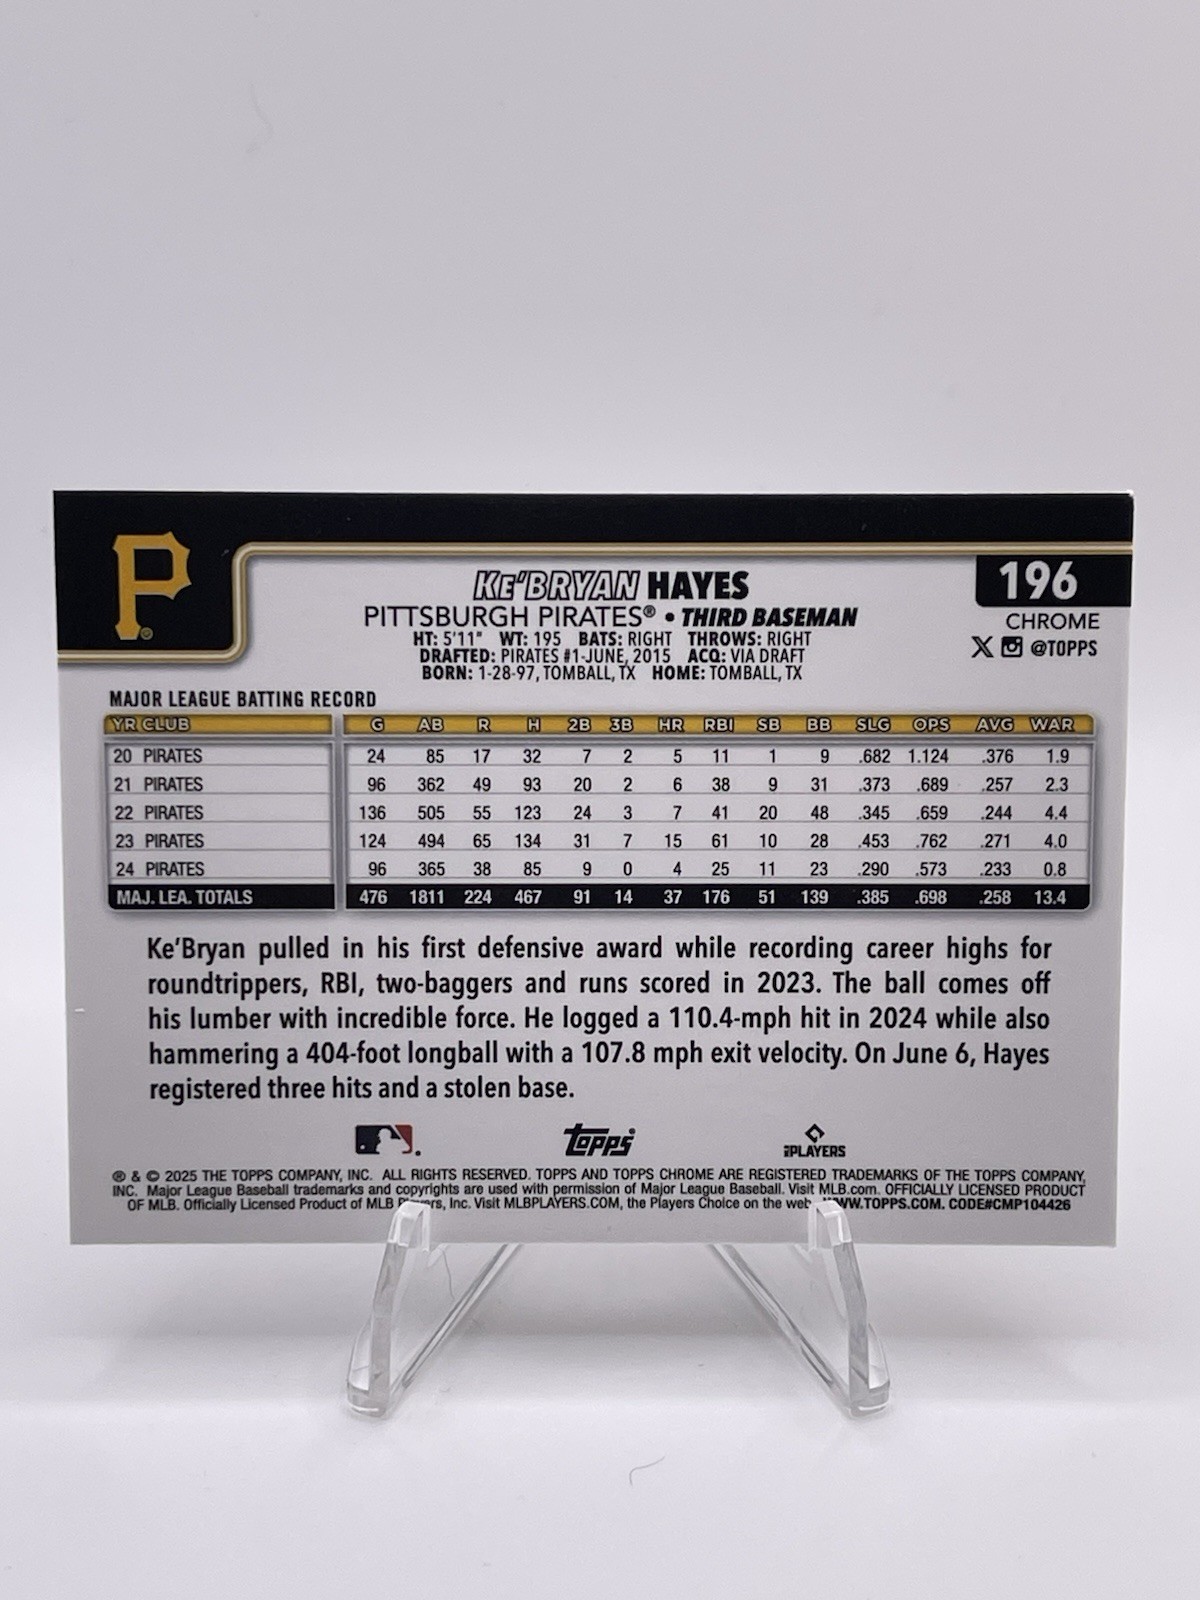 P®
KE'BRYAN HAYES
PITTSBURGH PIRATES® • THIRD BASEMAN
HT: 5'11" WT: 195 BATS: RIGHT THROWS: RIGHT
DRAFTED: PIRATES #1-JUNE, 2015 ACQ: VIA DRAFT
BORN: 1-28-97, TOMBALL, TX HOME: TOMBALL, TX
196
CHROME
X @TOPPS
MAJOR LEAGUE BATTING RECORD
YR CLUB G AB R H 2B 3B HR RBI SB BB SLG OPS AVG WAR
20 PIRATES 24 85 17 32 7 2 5 11 1 9 .682 1.124 .376 1.9
21 PIRATES 96 362 49 93 20 2 6 38 9 31 .373 .689 .257 2.3
22 PIRATES 136 505 55 123 24 3 7 41 20 48 .345 .659 .244 4.4
23 PIRATES 124 494 65 134 31 7 15 61 10 28 .453 .762 .271 4.0
24 PIRATES 96 365 38 85 9 0 4 25 11 23 .290 .573 .233 0.8
MAJ. LEA. TOTALS 476 1811 224 467 91 14 37 176 51 139 .385 .698 .258 13.4
Ke'Bryan pulled in his first defensive award while recording career highs for
roundtrippers, RBI, two-baggers and runs scored in 2023. The ball comes off
his lumber with incredible force. He logged a 110.4-mph hit in 2024 while also
hammering a 404-foot longball with a 107.8 mph exit velocity. On June 6, Hayes
registered three hits and a stolen base.
Topps
PLAYERS
® & © 2025 THE TOPPS COMPANY, INC. ALL RIGHTS RESERVED. TOPPS AND TOPPS CHROME ARE REGISTERED TRADEMARKS OF THE TOPPS COMPANY,
INC. Major League Baseball trademarks and copyrights are used with permission of Major League Baseball. Visit MLB.com. OFFICIALLY LICENSED PRODUCT
OF MLB. Officially Licensed Product of MLB Players, Inc. Visit MLBPLAYERS.COM, the Players Choice on the web. WWW.TOPPS.COM. CODE#CMP104426